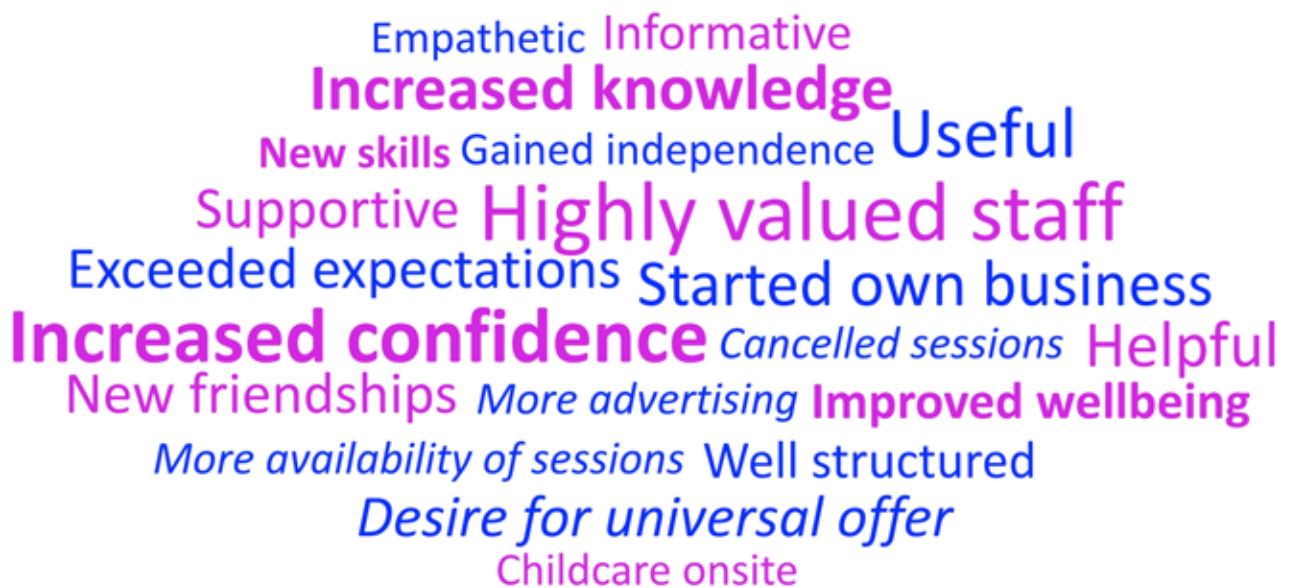 Empathetic Informative
Increased knowledge
New skills Gained independence Useful
Supportive Highly valued staff
Exceeded expectations Started own business
Increased confidence Cancelled sessions Helpful
New friendships More advertising Improved wellbeing
More availability of sessions Well structured
Desire for universal offer
Childcare onsite